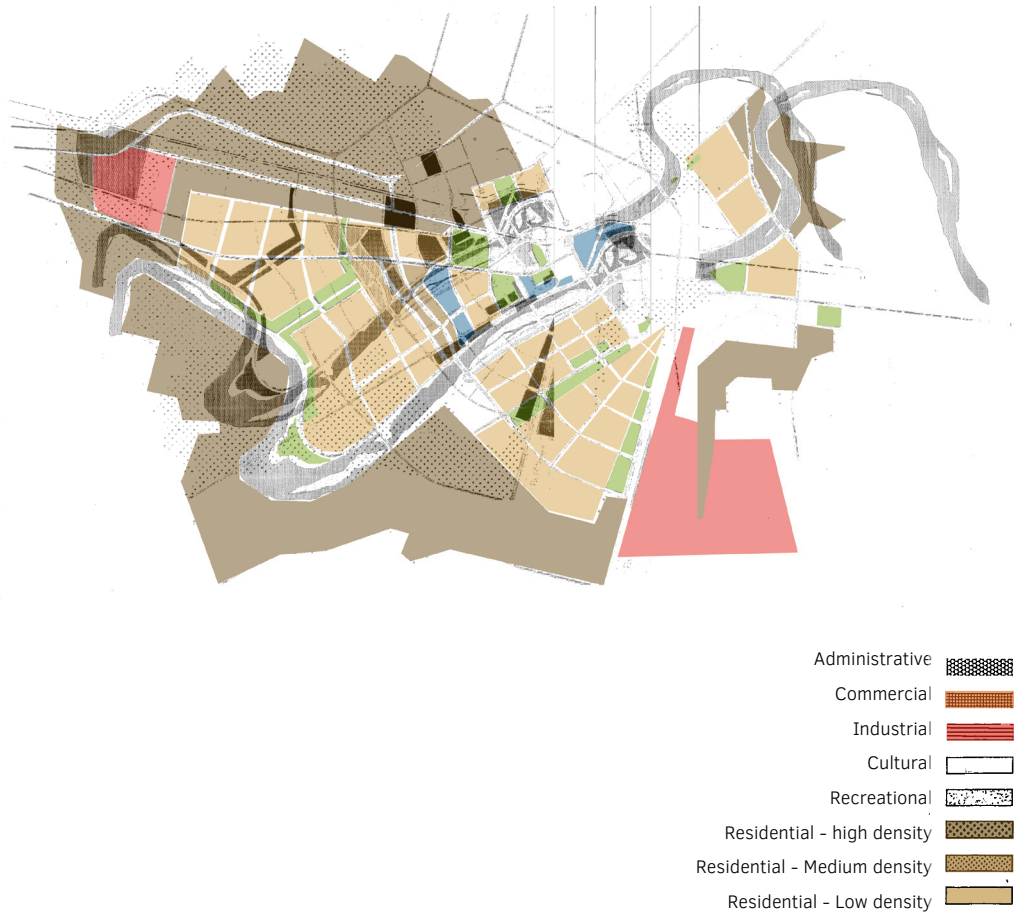 Administrative
Commercial
Industrial
Cultural
Recreational
Residential - high density
Residential - Medium density
Residential - Low density